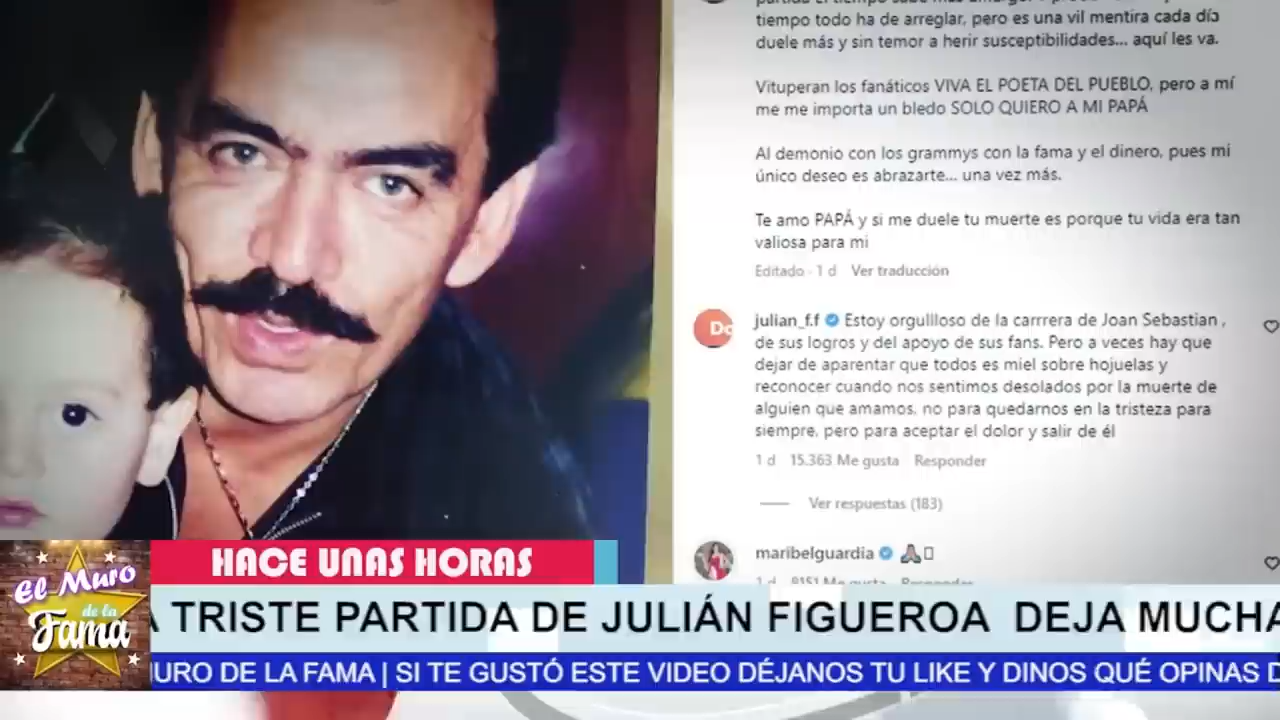 tiempo todo ha de arreglar, pero es una vil mentira cada día
duele más y sin temor a herir susceptibilidades... aquí les va.
Vituperan los fanáticos VIVA EL POETA DEL PUEBLO, pero a mí
me me importa un bledo SOLO QUIERO A MI PAPÁ
Al demonio con los grammys con la fama y el dinero, pues mi
único deseo es abrazarte... una vez más.
Te amo PAPÁ y si me duele tu muerte es porque tu vida era tan
valiosa para mi
Editado · 1 d Ver traducción
Do
julian_f.f Estoy orgullloso de la carrrera de Joan Sebastian ,
de sus logros y del apoyo de sus fans. Pero a veces hay que
dejar de aparentar que todos es miel sobre hojuelas y
reconocer cuando nos sentimos desolados por la muerte de
alguien que amamos, no para quedarnos en la tristeza para
siempre, pero para aceptar el dolor y salir de él
1 d 15.363 Me gusta Responder
Ver respuestas (183)
maribelguardia
1 d 8151 Me gusta Responder
HACE UNAS HORAS
El Muro
de la
Fama
A TRISTE PARTIDA DE JULIÁN FIGUEROA DEJA MUCHA
URO DE LA FAMA | SI TE GUSTÓ ESTE VIDEO DÉJANOS TU LIKE Y DINOS QUÉ OPINAS D